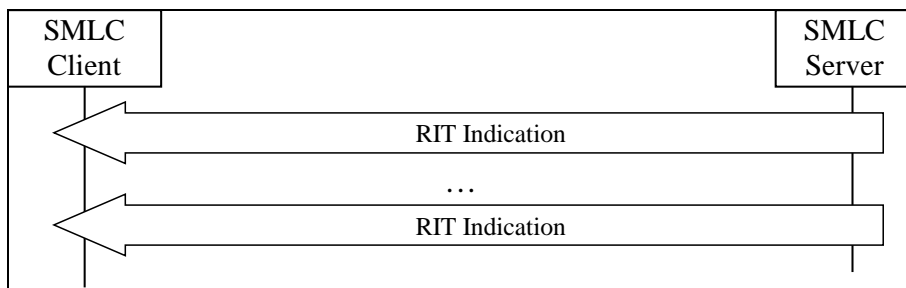 SMLC
Client
SMLC
Server
RIT Indication
…
RIT Indication